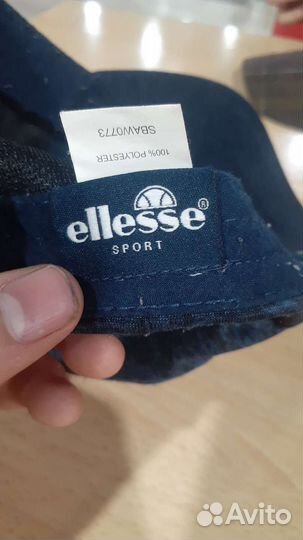 100% POLYESTER
SBAW0773
ellesse®
SPORT
Avito